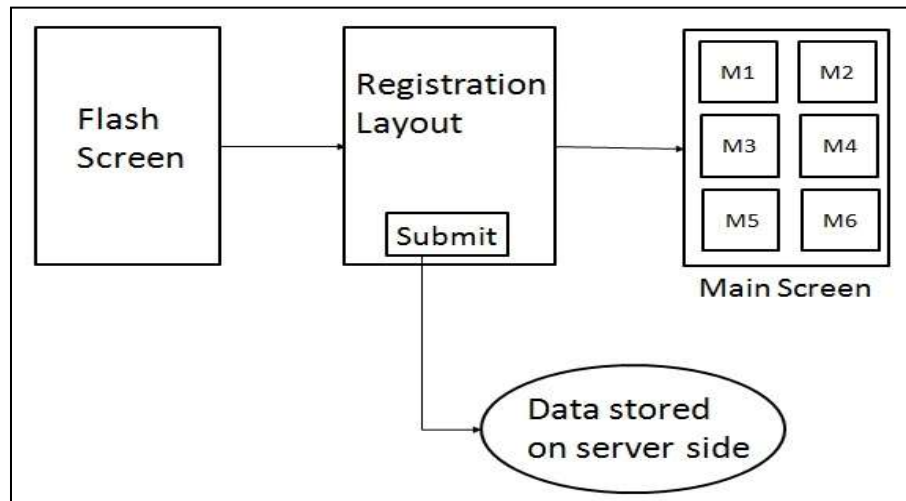 Flash
Screen
Registration
Layout
Submit
M1 M2
M3 M4
M5 M6
Main Screen
Data stored
on server side